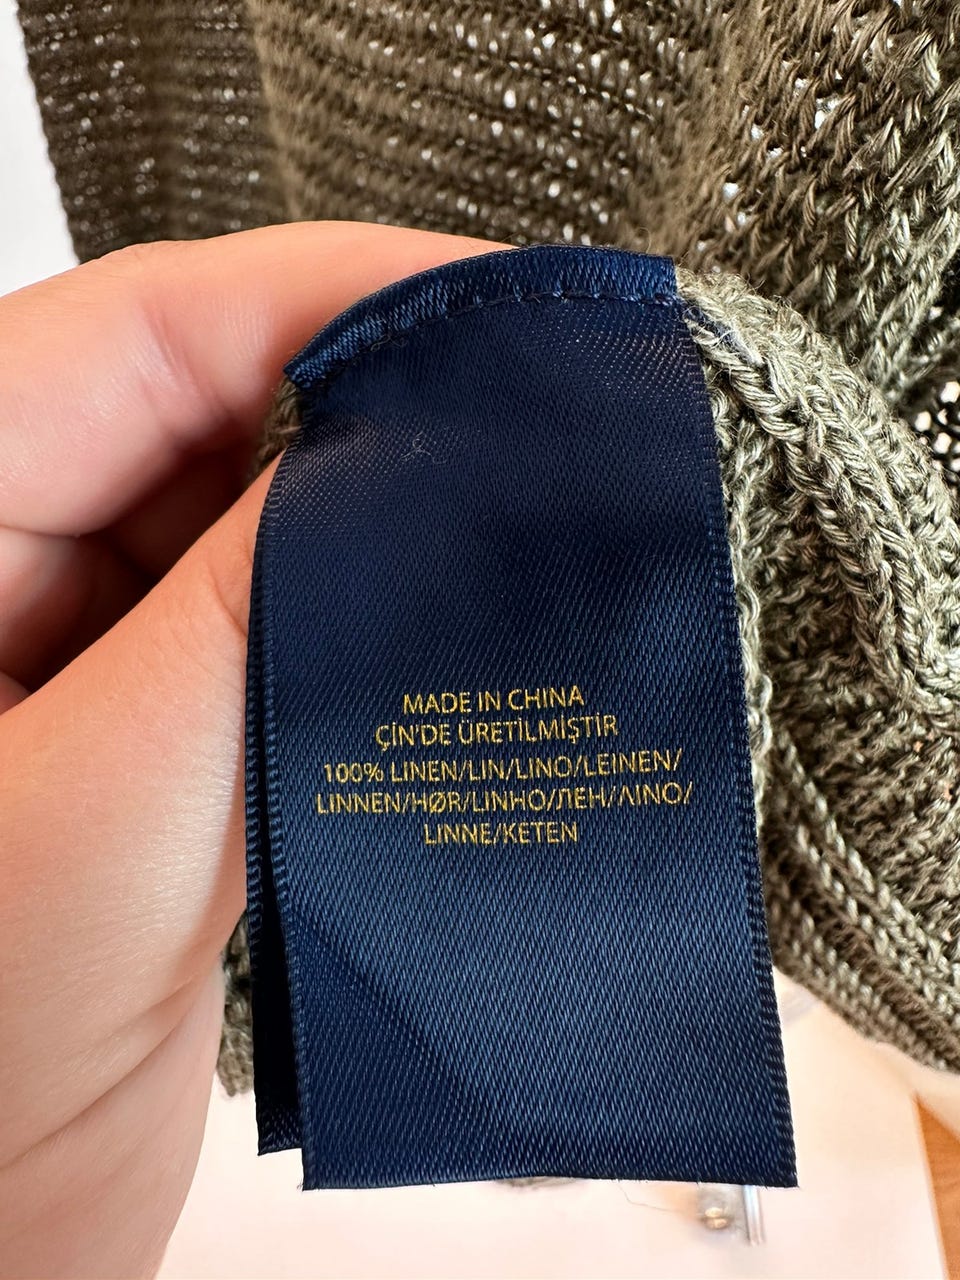 MADE IN CHINA
ÇİN'DE ÜRETİLMİŞTİR
100% LINEN/LIN/LINO/LEINEN/
LINNEN/HØR/LINHO/ЛЕН/ΛΙΝΟ/
LINNE/KETEN